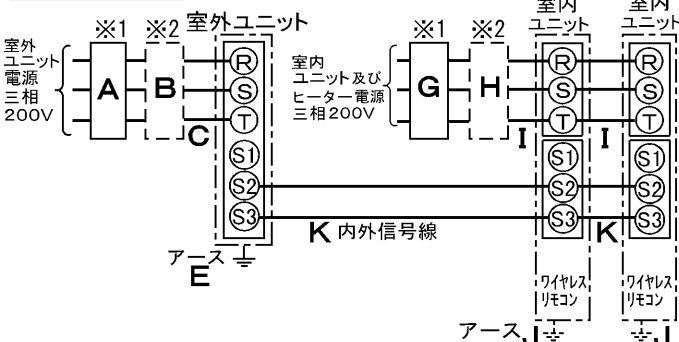 ※1
※2
室外ユニット
室外
ユニット
電源
三相
200V
A
B
C
R
S
T
S1
S2
S3
アース
E
※1
※2
室内
ユニット及び
ヒーター電源
三相200V
G
H
I
I
K 内外信号線
K
室内
ユニット
R
S
T
S1
S2
S3
ワイヤレス
リモコン
室内
ユニット
R
S
T
S1
S2
S3
ワイヤレス
リモコン
アース J
J